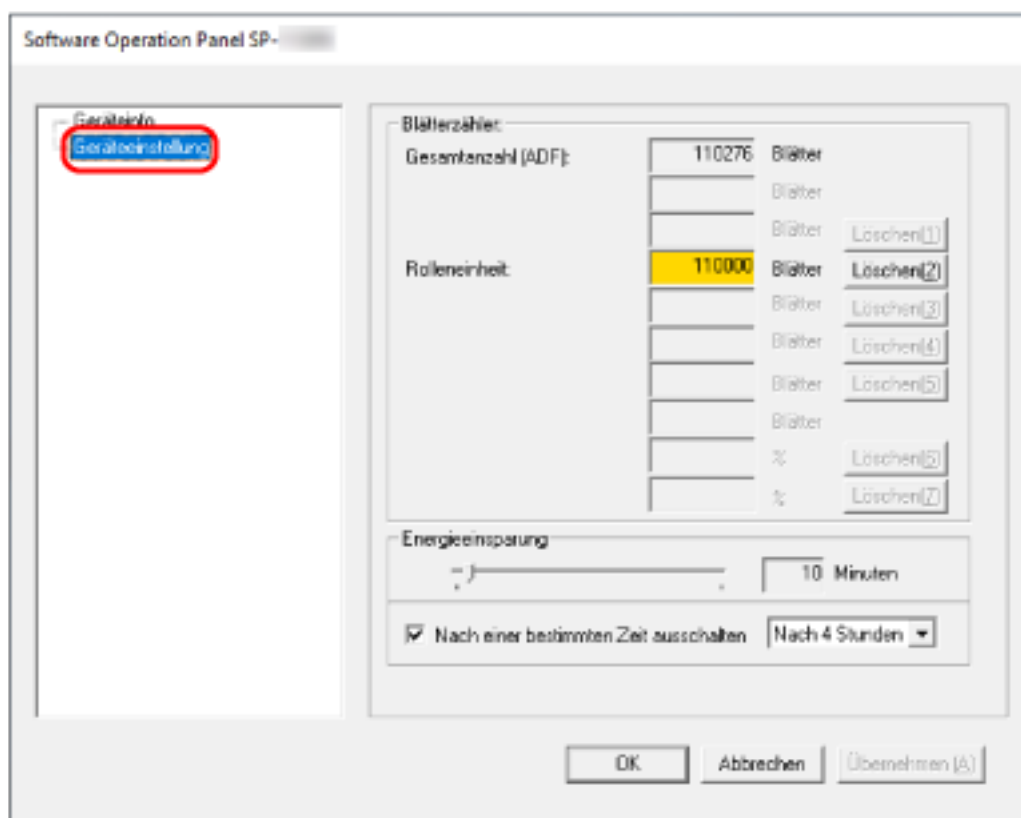 Software Operation Panel SP-
Geräteinfo
Geräteeinstellung
Blätterzähler:
Gesamtanzahl (ADF): 110276 Blätter
Blätter
Blätter Löschen(1)
Rolleneinheit: 110000 Blätter Löschen(2)
Blätter Löschen(3)
Blätter Löschen(4)
Blätter Löschen(5)
Blätter
% Löschen(6)
% Löschen(7)
Energieeinsparung
10 Minuten
Nach einer bestimmten Zeit ausschalten Nach 4 Stunden
OK Abbrechen Übernehmen (A)